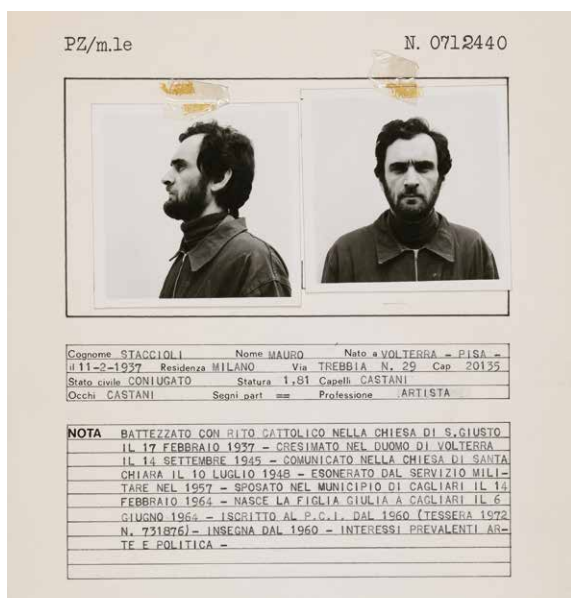 PZ/m.le N. 0712440
Cognome STACCIOLI Nome MAURO Nato a VOLTERRA - PISA -
il 11-2-1937 Residenza MILANO Via TREBBIA N. 29 Cap 20135
Stato civile CONIUGATO Statura 1,81 Capelli CASTANI
Occhi CASTANI Segni part == Professione ARTISTA
NOTA BATTEZZATO CON RITO CATTOLICO NELLA CHIESA DI S.GIUSTO
IL 17 FEBBRAIO 1937 - CRESIMATO NEL DUOMO DI VOLTERRA
IL 14 SETTEMBRE 1945 - COMUNICATO NELLA CHIESA DI SANTA
CHIARA IL 10 LUGLIO 1948 - ESONERATO DAL SERVIZIO MILI-
TARE NEL 1957 - SPOSATO NEL MUNICIPIO DI CAGLIARI IL 14
FEBBRAIO 1964 - NASCE LA FIGLIA GIULIA A CAGLIARI IL 6
GIUGNO 1964 - ISCRITTO AL P.C.I. DAL 1960 (TESSERA 1972
N. 731876)- INSEGNA DAL 1960 - INTERESSI PREVALENTI AR-
TE E POLITICA -